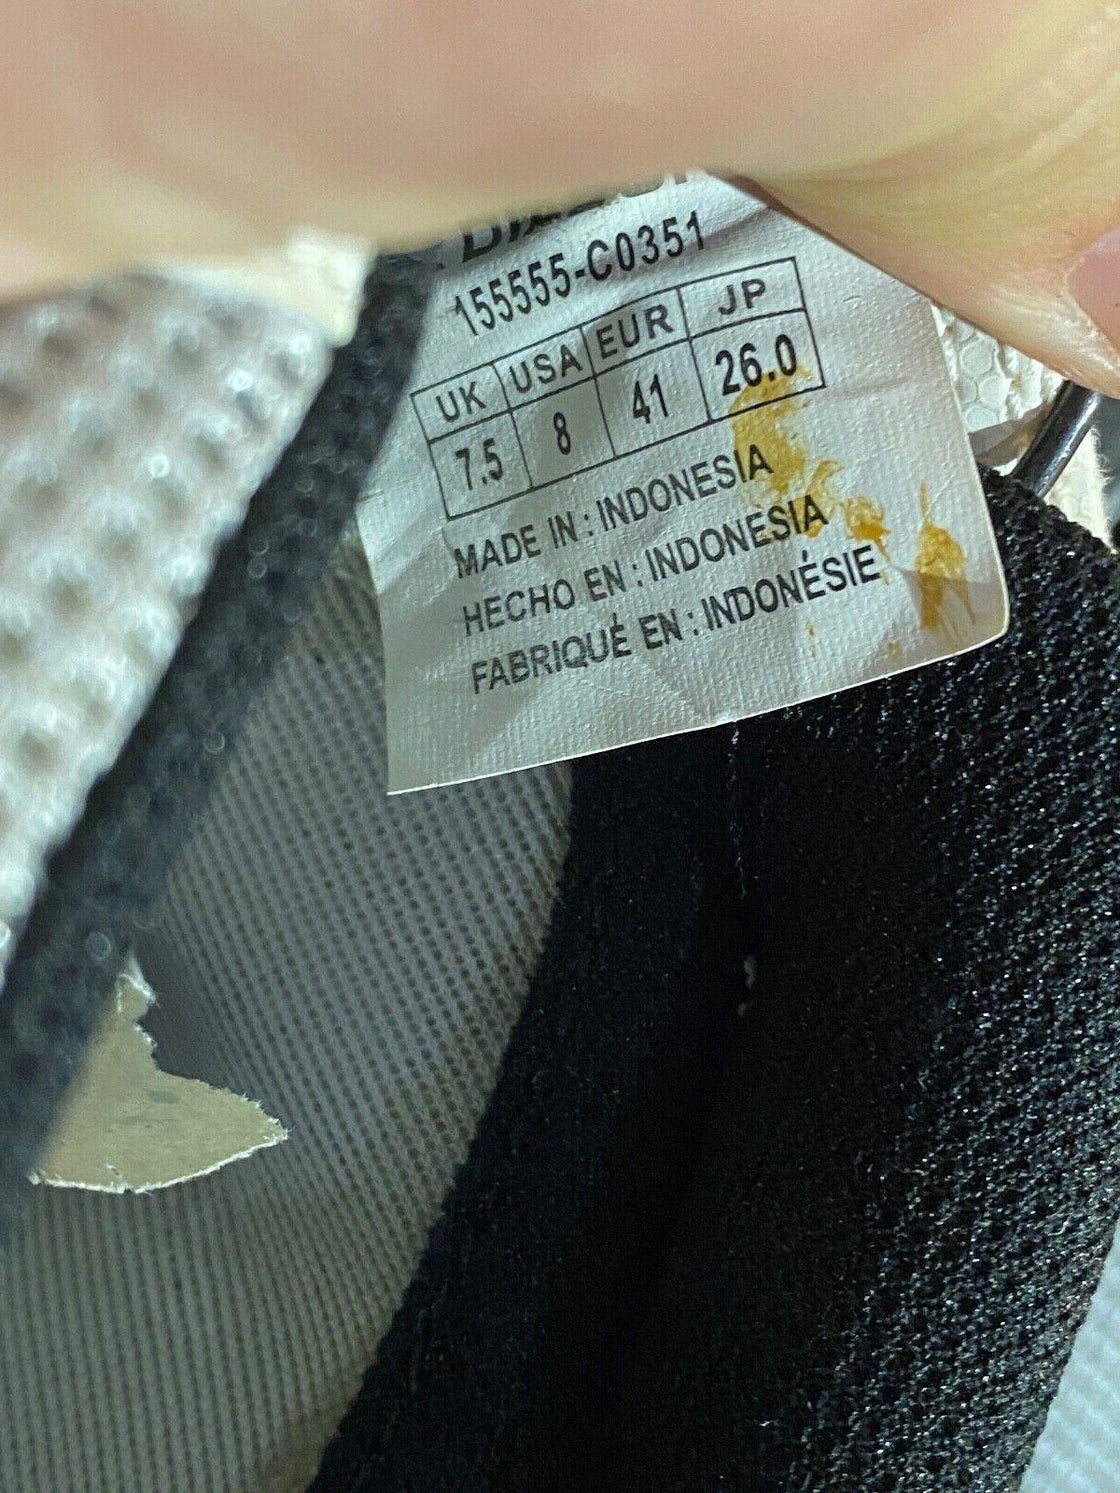 155555-C0351
UK USA EUR JP
7.5 8 41 26.0
MADE IN : INDONESIA
HECHO EN : INDONESIA
FABRIQUÉ EN : INDONÉSIE